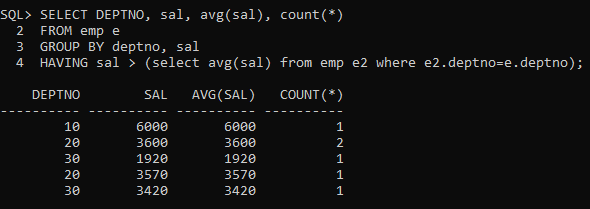 SQL> SELECT DEPTNO, sal, avg(sal), count(*)
  2  FROM emp e
  3  GROUP BY deptno, sal
  4  HAVING sal > (select avg(sal) from emp e2 where e2.deptno=e.deptno);

    DEPTNO        SAL   AVG(SAL)   COUNT(*)
---------- ---------- ---------- ----------
        10       6000       6000          1
        20       3600       3600          2
        30       1920       1920          1
        20       3570       3570          1
        30       3420       3420          1